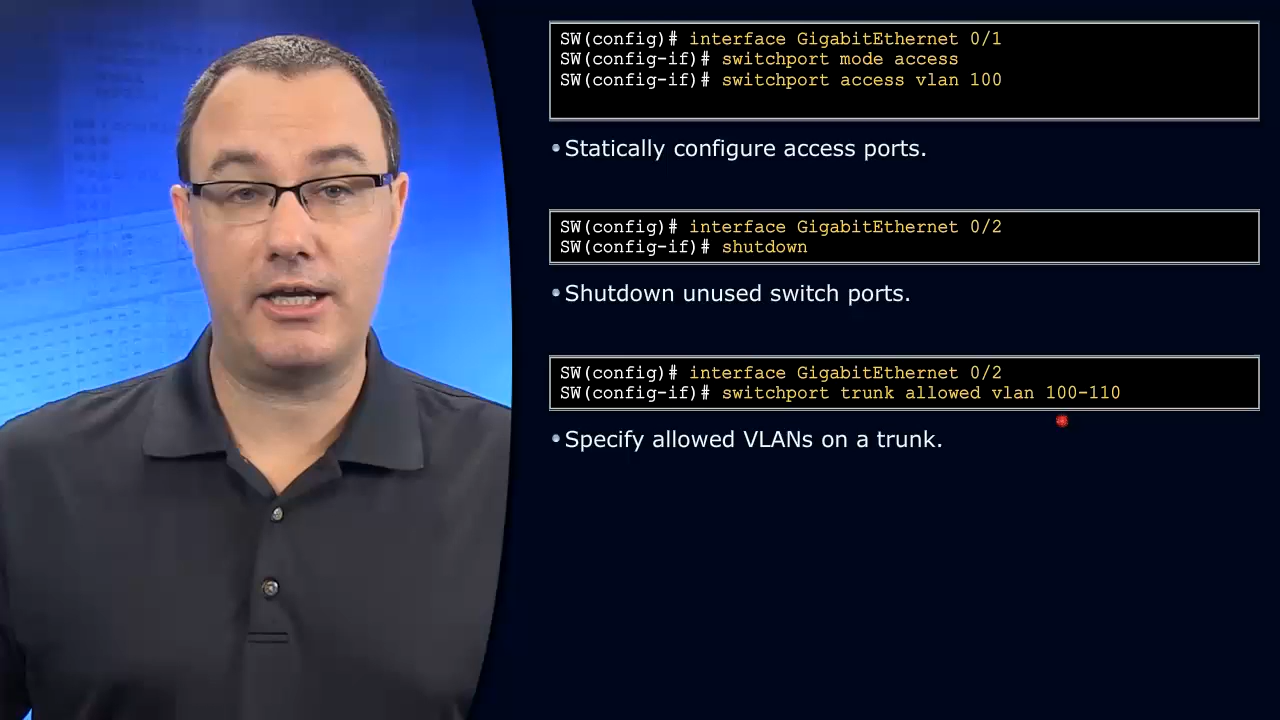 SW(config)# interface GigabitEthernet 0/1
SW(config-if)# switchport mode access
SW(config-if)# switchport access vlan 100
•Statically configure access ports.
SW(config)# interface GigabitEthernet 0/2
SW(config-if)# shutdown
•Shutdown unused switch ports.
SW(config)# interface GigabitEthernet 0/2
SW(config-if)# switchport trunk allowed vlan 100-110
•Specify allowed VLANs on a trunk.